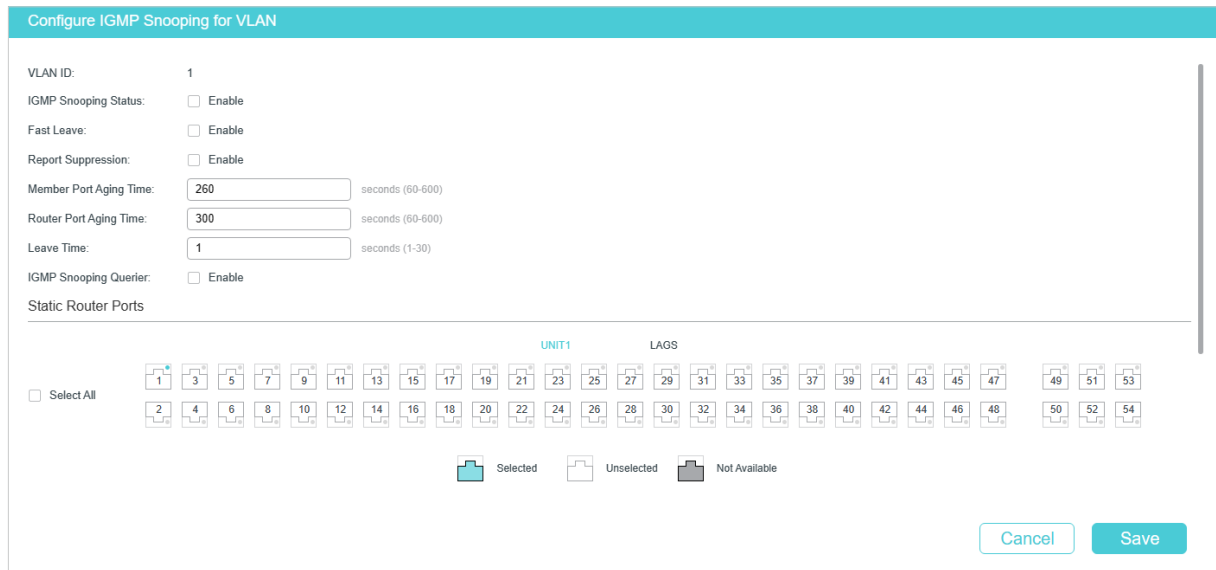 Configure IGMP Snooping for VLAN
VLAN ID: 1
IGMP Snooping Status: Enable
Fast Leave: Enable
Report Suppression: Enable
Member Port Aging Time: 260 seconds (60-600)
Router Port Aging Time: 300 seconds (60-600)
Leave Time: 1 seconds (1-30)
IGMP Snooping Querier: Enable
Static Router Ports
UNIT1 LAGS
1 3 5 7 9 11 13 15 17 19 21 23 25 27 29 31 33 35 37 39 41 43 45 47 49 51 53
Select All
2 4 6 8 10 12 14 16 18 20 22 24 26 28 30 32 34 36 38 40 42 44 46 48 50 52 54
Selected Unselected Not Available
Cancel Save